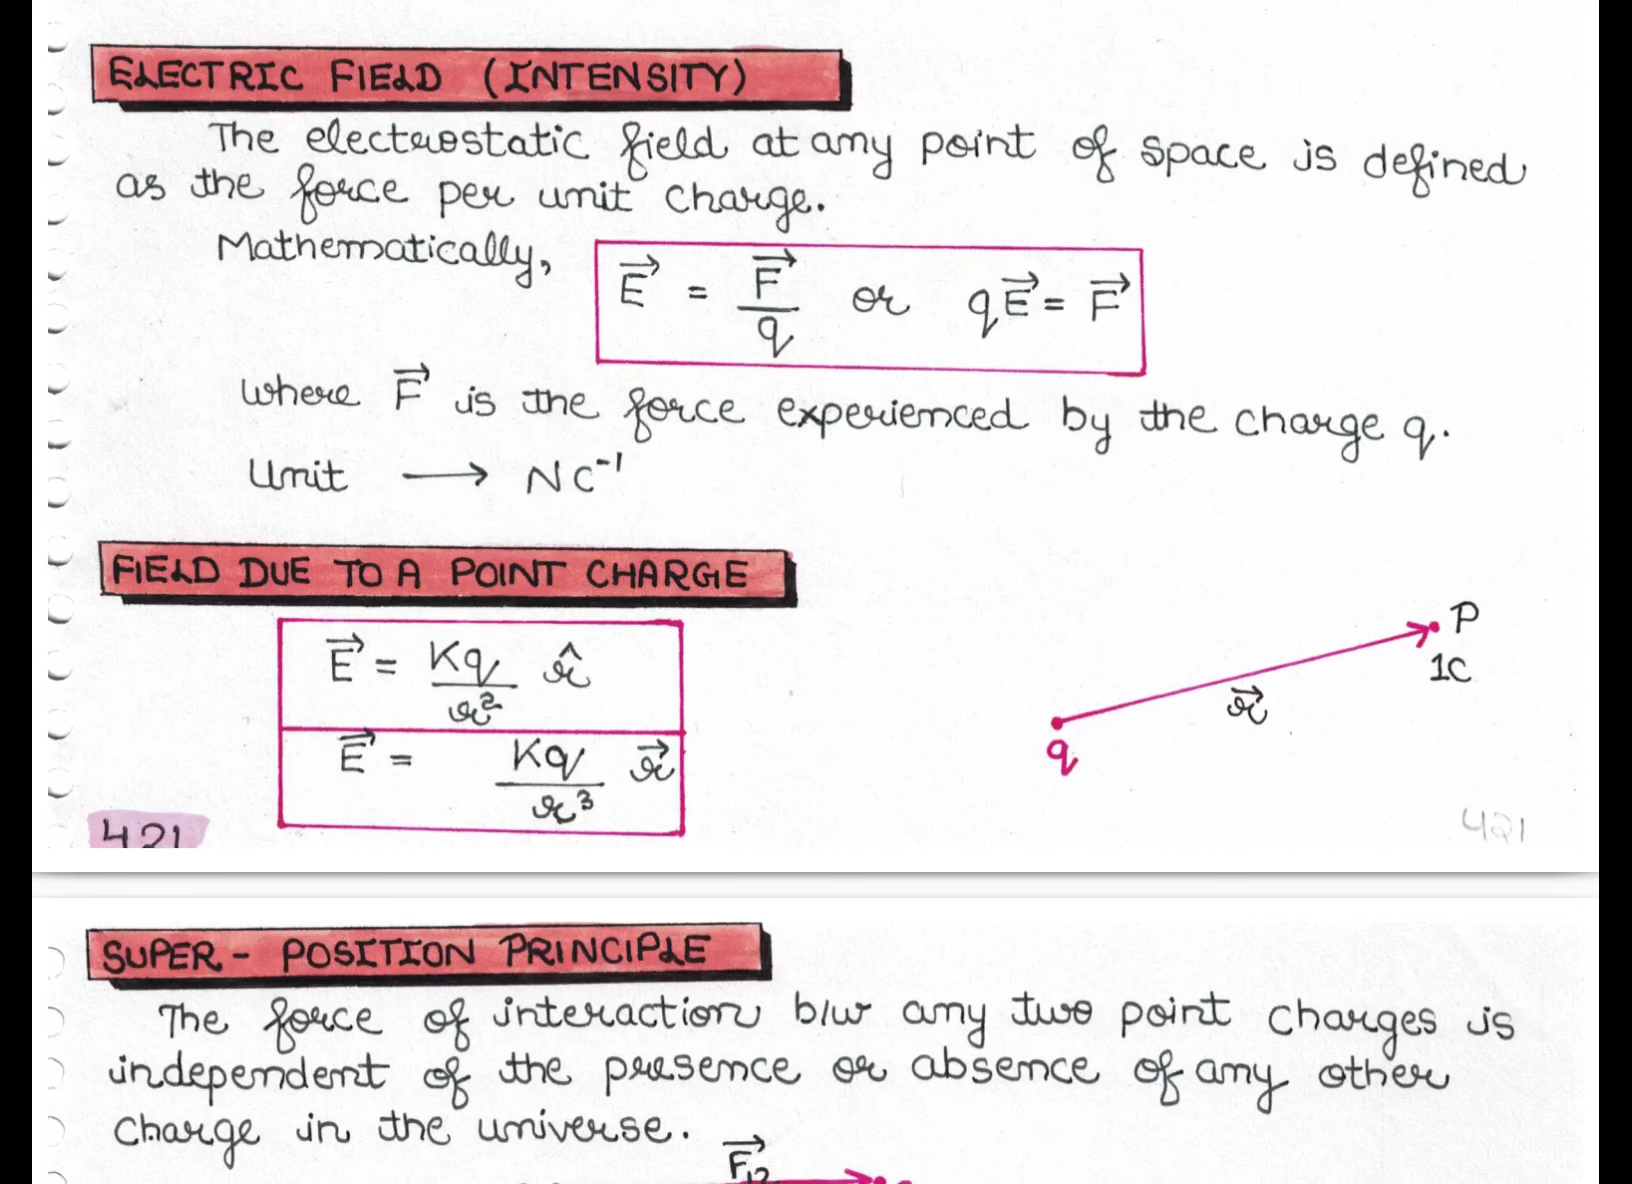 ELECTRIC FIELD (INTENSITY)
The electrostatic field at any point of space is defined
as the force per unit charge.
Mathematically, E⃗ = F⃗/q or qE⃗ = F⃗
where F⃗ is the force experienced by the charge q.
Unit ⟶ NC⁻¹
FIELD DUE TO A POINT CHARGE
E⃗ = Kq/r² r̂
E⃗ = Kq/r³ r⃗
P
1C
r⃗
q
421
421
SUPER - POSITION PRINCIPLE
The force of interaction b/w any two point charges is
independent of the presence or absence of any other
charge in the universe.
F⃗₁₂